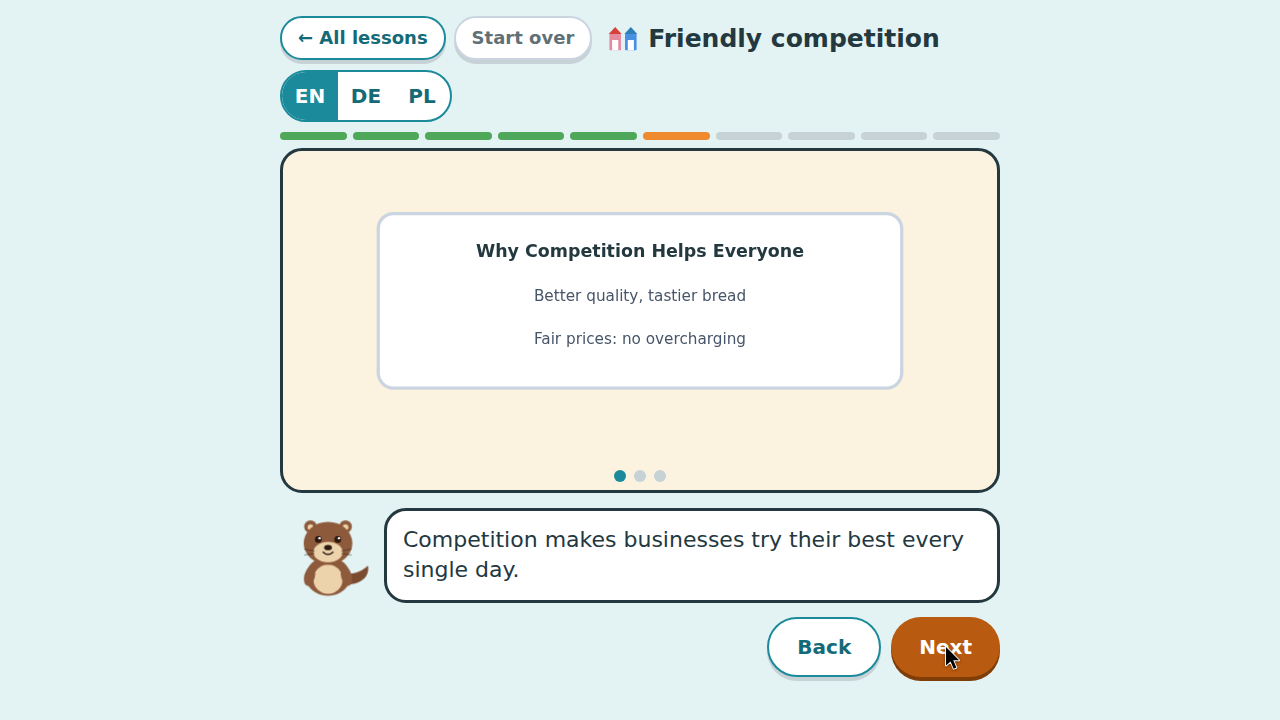 ← All lessons
Start over
Friendly competition
EN DE PL
Why Competition Helps Everyone
Better quality, tastier bread
Fair prices: no overcharging
Competition makes businesses try their best every
single day.
Back
Next